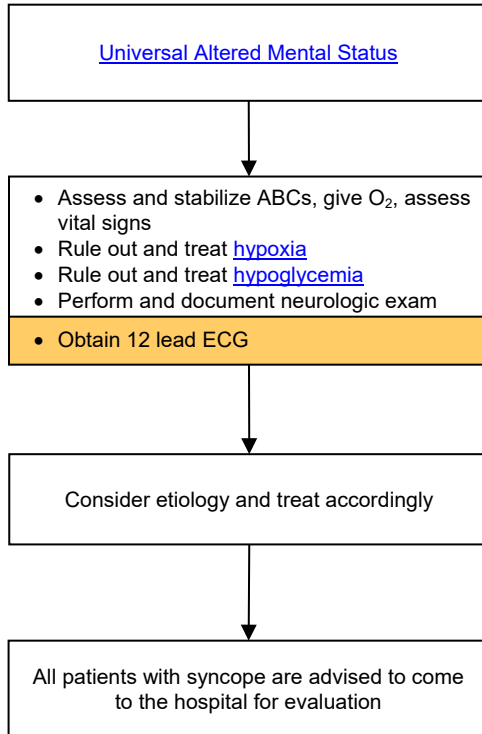 Universal Altered Mental Status
• Assess and stabilize ABCs, give O₂, assess
vital signs
• Rule out and treat hypoxia
• Rule out and treat hypoglycemia
• Perform and document neurologic exam
• Obtain 12 lead ECG
Consider etiology and treat accordingly
All patients with syncope are advised to come
to the hospital for evaluation